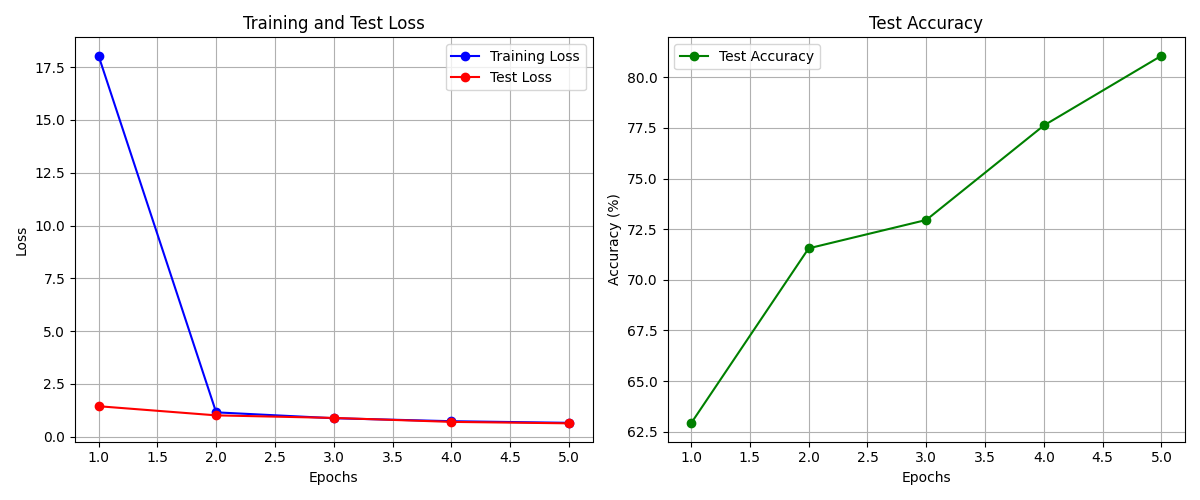 Training and Test Loss
Training Loss
Test Loss
17.5
15.0
12.5
10.0
7.5
5.0
2.5
0.0
Loss
1.0 1.5 2.0 2.5 3.0 3.5 4.0 4.5 5.0
Epochs
Test Accuracy
Test Accuracy
80.0
77.5
75.0
72.5
70.0
67.5
65.0
62.5
Accuracy (%)
1.0 1.5 2.0 2.5 3.0 3.5 4.0 4.5 5.0
Epochs